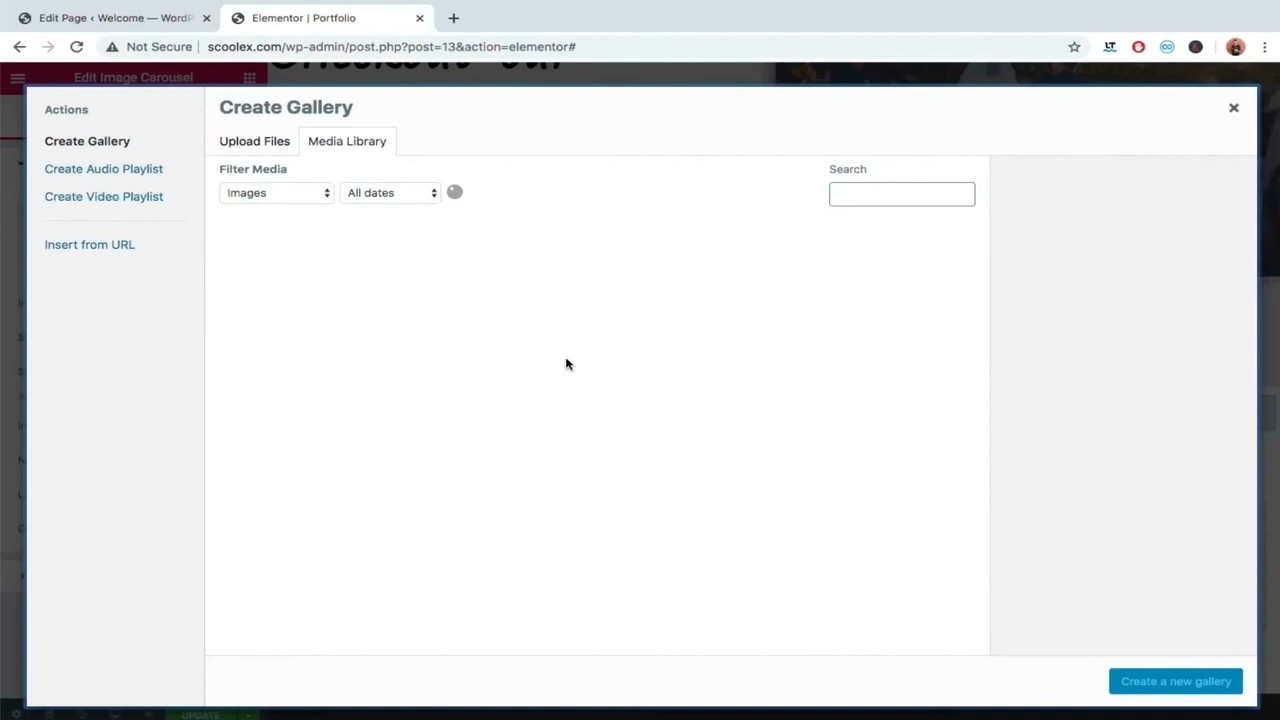 Edit Page ‹ Welcome — WordP
Elementor | Portfolio
Not Secure
scoolex.com/wp-admin/post.php?post=13&action=elementor#
Edit Image Carousel
Actions
Create Gallery
Create Gallery
Create Audio Playlist
Create Video Playlist
Insert from URL
Upload Files
Media Library
Filter Media
Search
Images
All dates
Create a new gallery
UPDATE